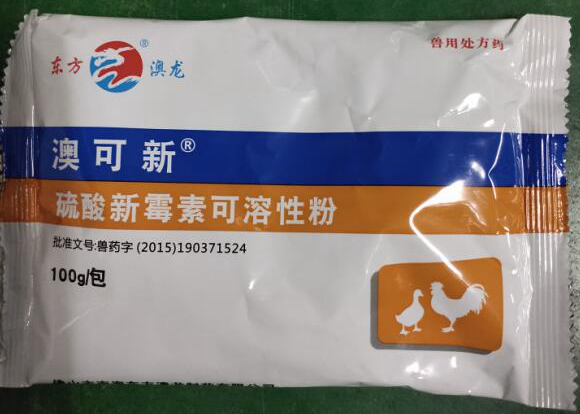 东方 ® 澳龙
兽用处方药
澳可新®
硫酸新霉素可溶性粉
批准文号:兽药字 (2015)190371524
100g/包